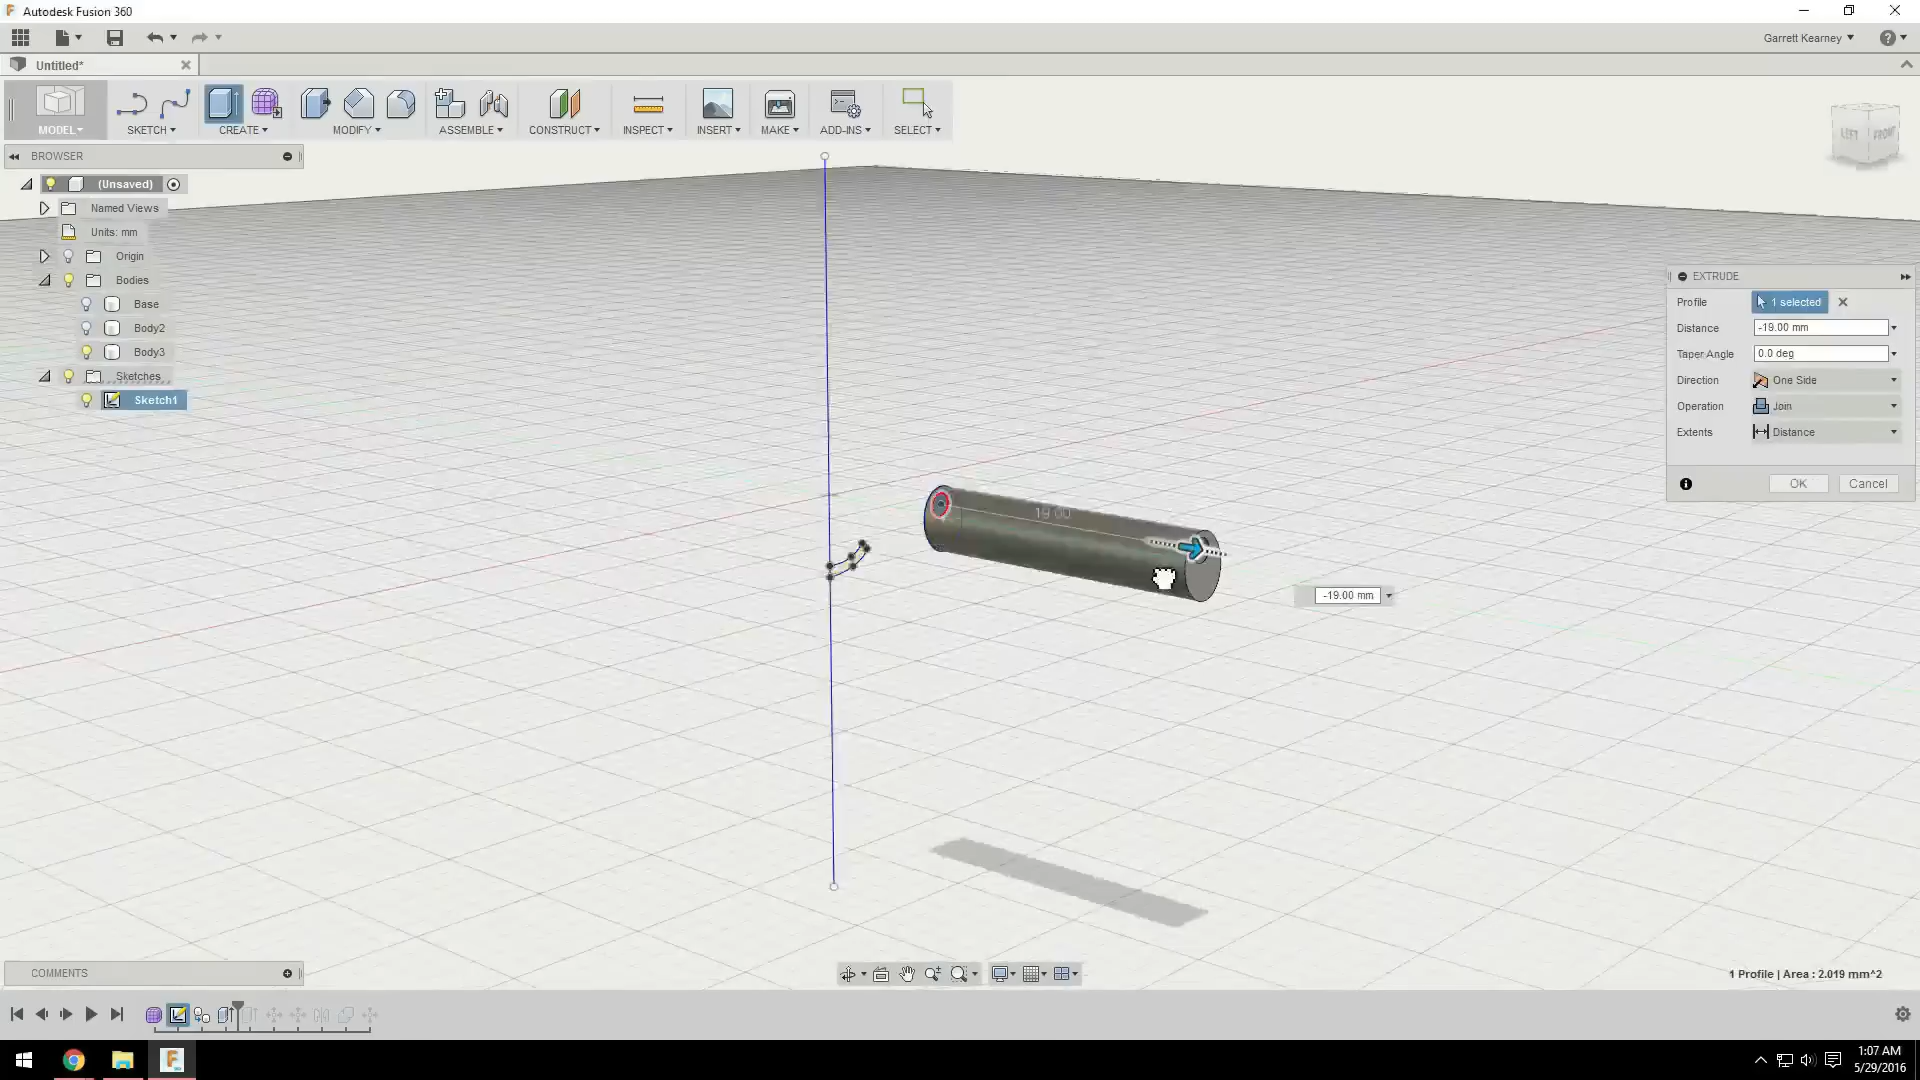 Autodesk Fusion 360
Garrett Kearney
Untitled*
MODEL
SKETCH
CREATE
MODIFY
ASSEMBLE
CONSTRUCT
INSPECT
INSERT
MAKE
ADD-INS
SELECT
LEFT
FRONT
BROWSER
(Unsaved)
Named Views
Units: mm
Origin
Bodies
Base
Body2
Body3
Sketches
Sketch1
EXTRUDE
Profile 1 selected
Distance -19.00 mm
Taper Angle 0.0 deg
Direction One Side
Operation Join
Extents Distance
OK Cancel
19.00
-19.00 mm
COMMENTS
1 Profile | Area : 2.019 mm^2
1:07 AM
5/29/2016